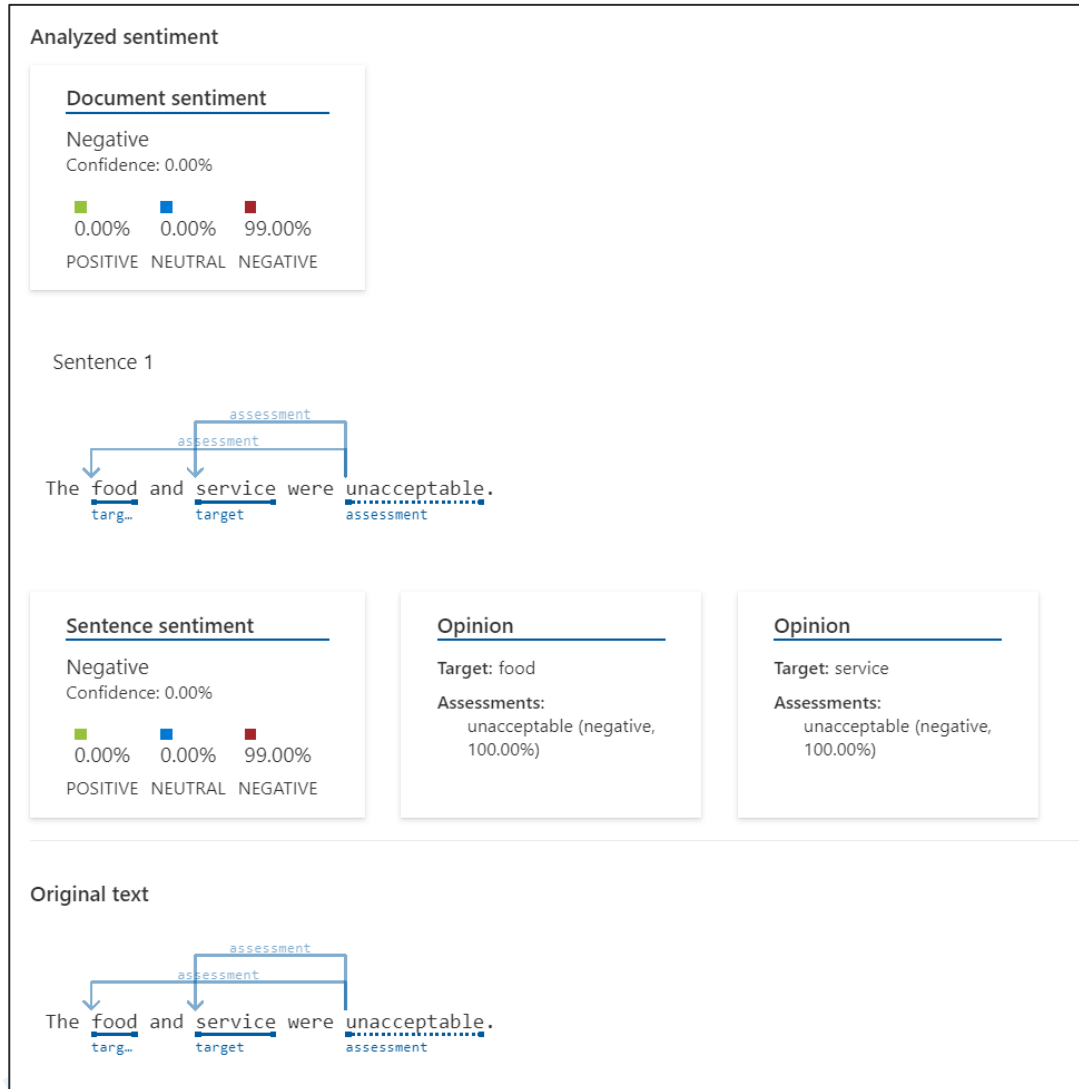 Analyzed sentiment
Document sentiment
Negative
Confidence: 0.00%
0.00% 0.00% 99.00%
POSITIVE NEUTRAL NEGATIVE
Sentence 1
assessment
assessment
The food and service were unacceptable.
targ… target assessment
Sentence sentiment
Negative
Confidence: 0.00%
0.00% 0.00% 99.00%
POSITIVE NEUTRAL NEGATIVE
Opinion
Target: food
Assessments:
unacceptable (negative,
100.00%)
Opinion
Target: service
Assessments:
unacceptable (negative,
100.00%)
Original text
assessment
assessment
The food and service were unacceptable.
targ… target assessment